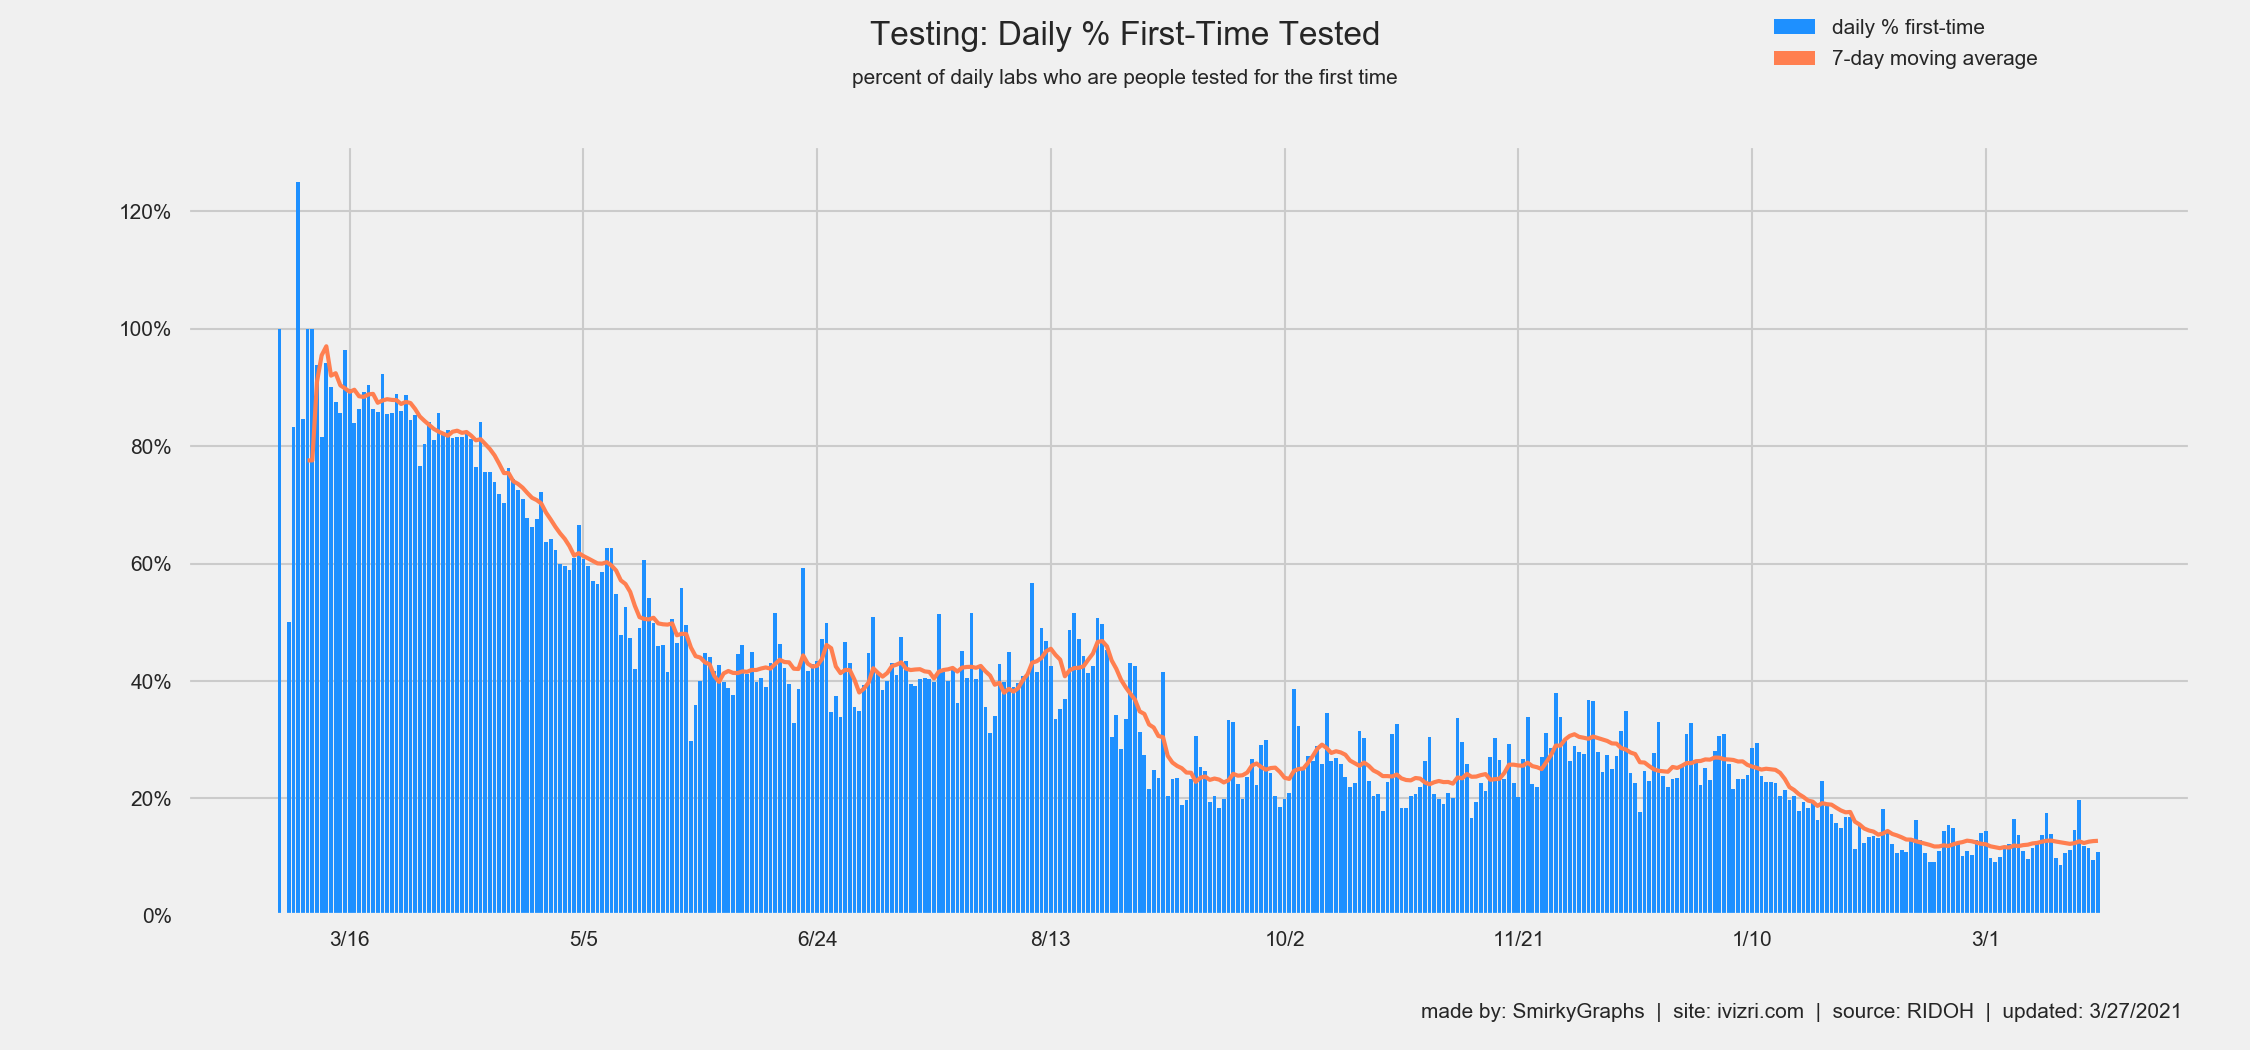 Testing: Daily % First-Time Tested
percent of daily labs who are people tested for the first time
daily % first-time
7-day moving average
120%
100%
80%
60%
40%
20%
0%
3/16 5/5 6/24 8/13 10/2 11/21 1/10 3/1
made by: SmirkyGraphs | site: ivizri.com | source: RIDOH | updated: 3/27/2021